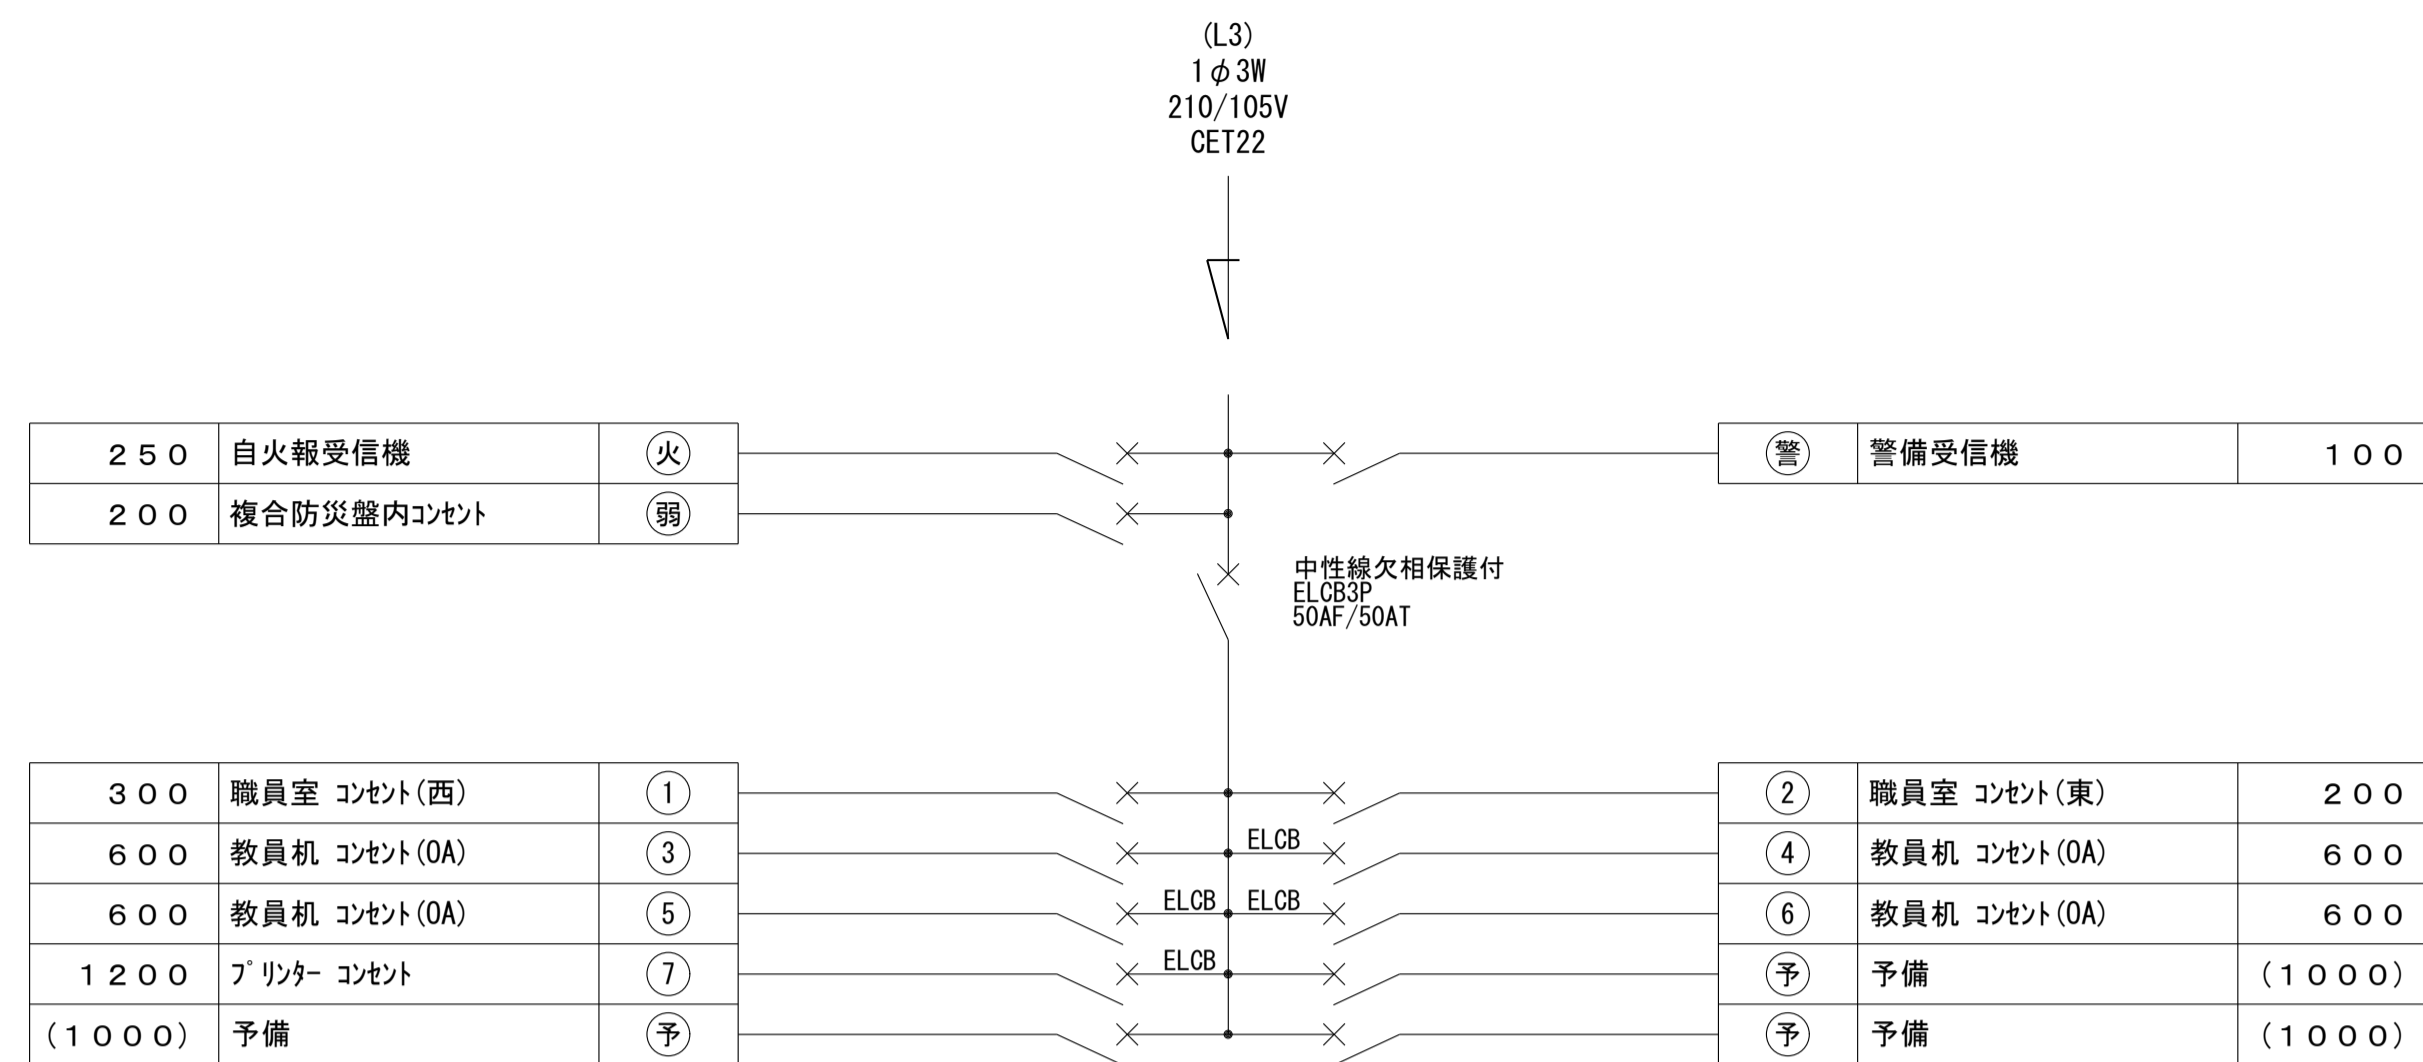 (L3)
1φ3W
210/105V
CET22
250 自火報受信機 火
警 警備受信機 100
200 複合防災盤内ｺﾝｾﾝﾄ 弱
中性線欠相保護付
ELCB3P
50AF/50AT
300 職員室 ｺﾝｾﾝﾄ(西) 1
2 職員室 ｺﾝｾﾝﾄ(東) 200
600 教員机 ｺﾝｾﾝﾄ(OA) 3
ELCB
4 教員机 ｺﾝｾﾝﾄ(OA) 600
600 教員机 ｺﾝｾﾝﾄ(OA) 5
ELCB ELCB
6 教員机 ｺﾝｾﾝﾄ(OA) 600
1200 ﾌﾟﾘﾝﾀｰ ｺﾝｾﾝﾄ 7
ELCB
予 予備 (1000)
(1000) 予備 予
予 予備 (1000)